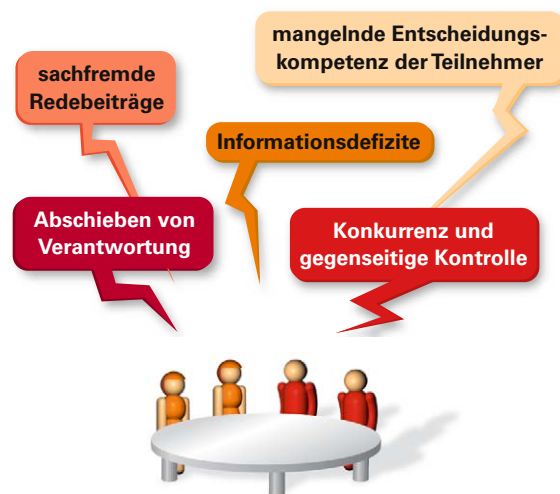 sachfremde
Redebeiträge
mangelnde Entscheidungs-
kompetenz der Teilnehmer
Informationsdefizite
Abschieben von
Verantwortung
Konkurrenz und
gegenseitige Kontrolle